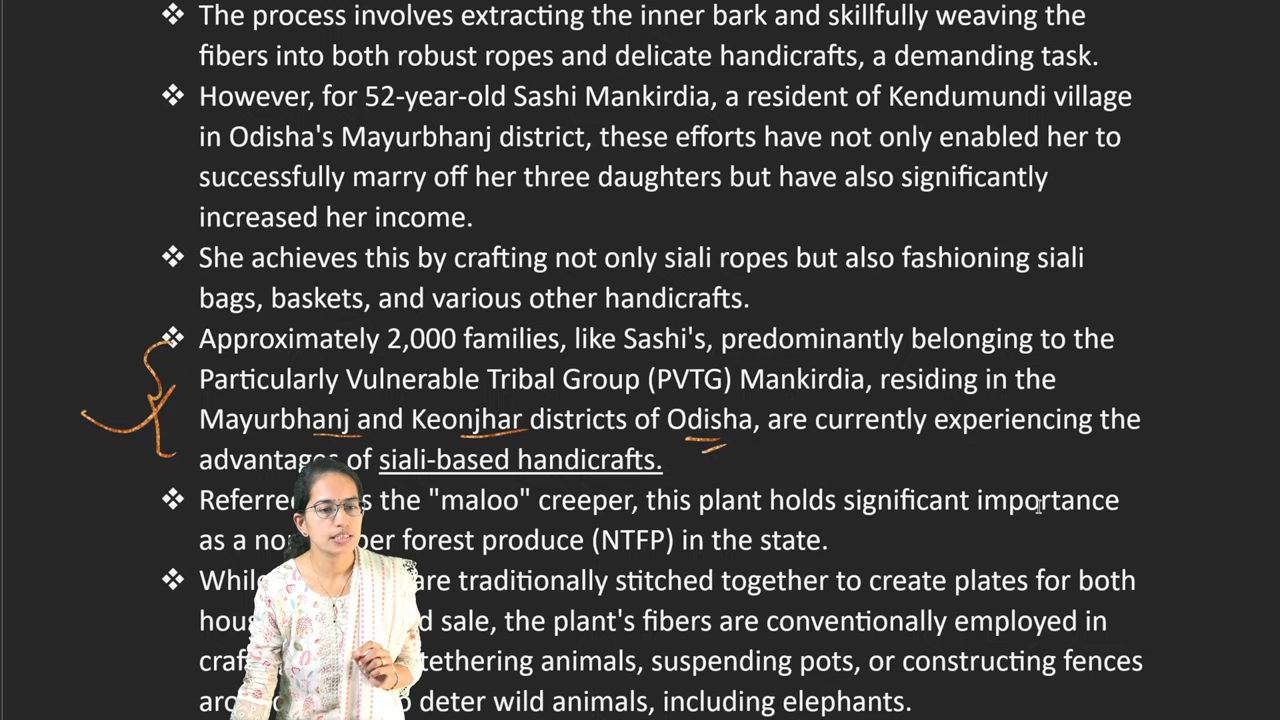 ❖ The process involves extracting the inner bark and skillfully weaving the
fibers into both robust ropes and delicate handicrafts, a demanding task.
❖ However, for 52-year-old Sashi Mankirdia, a resident of Kendumundi village
in Odisha's Mayurbhanj district, these efforts have not only enabled her to
successfully marry off her three daughters but have also significantly
increased her income.
❖ She achieves this by crafting not only siali ropes but also fashioning siali
bags, baskets, and various other handicrafts.
❖ Approximately 2,000 families, like Sashi's, predominantly belonging to the
Particularly Vulnerable Tribal Group (PVTG) Mankirdia, residing in the
Mayurbhanj and Keonjhar districts of Odisha, are currently experiencing the
advantages of siali-based handicrafts.
❖ Referred the "maloo" creeper, this plant holds significant importance
as a forest produce (NTFP) in the state.
❖ are traditionally stitched together to create plates for both
sale, the plant's fibers are conventionally employed in
tethering animals, suspending pots, or constructing fences
deter wild animals, including elephants.